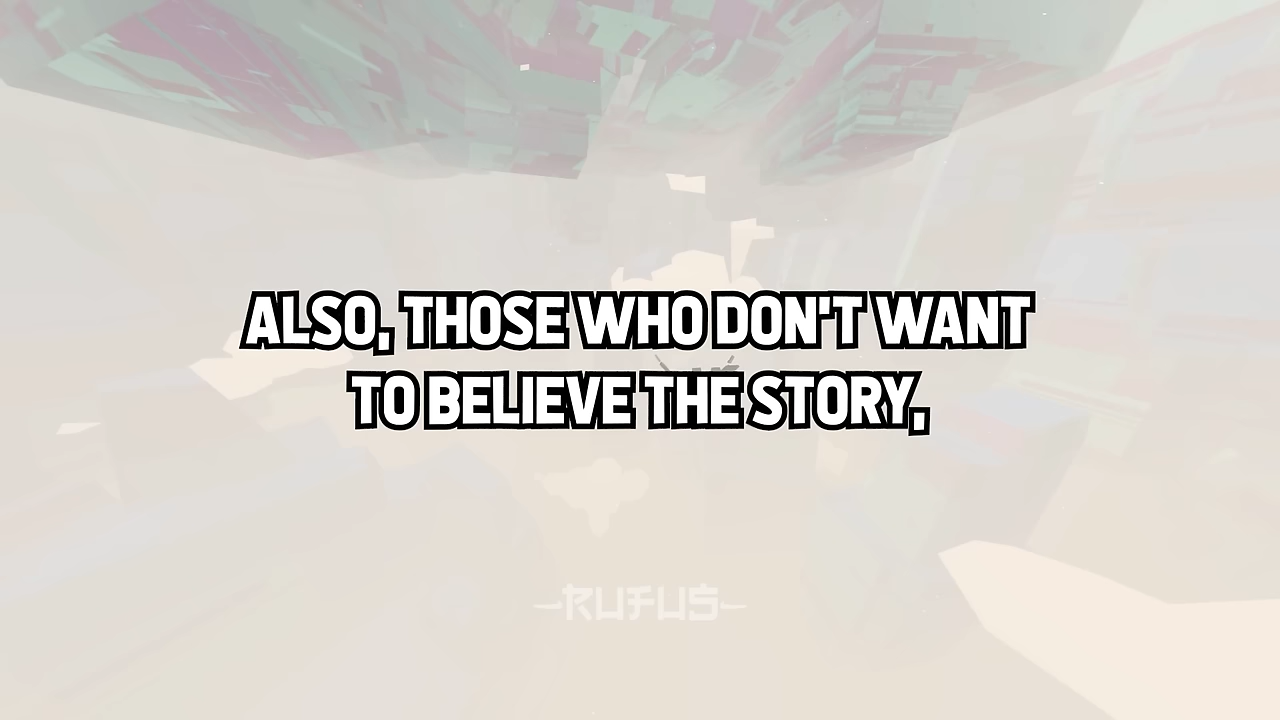 ALSO, THOSE WHO DON'T WANT
TO BELIEVE THE STORY,
-RUFUS-